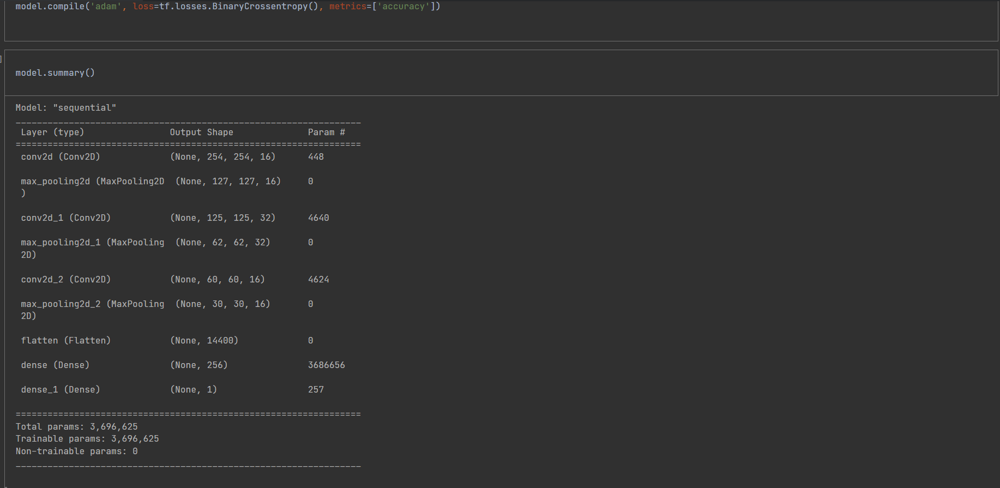 model.compile('adam', loss=tf.losses.BinaryCrossentropy(), metrics=['accuracy'])
]
model.summary()
Model: "sequential"
_________________________________________________________________
Layer (type) Output Shape Param #
=================================================================
conv2d (Conv2D) (None, 254, 254, 16) 448
max_pooling2d (MaxPooling2D (None, 127, 127, 16) 0
)
conv2d_1 (Conv2D) (None, 125, 125, 32) 4640
max_pooling2d_1 (MaxPooling (None, 62, 62, 32) 0
2D)
conv2d_2 (Conv2D) (None, 60, 60, 16) 4624
max_pooling2d_2 (MaxPooling (None, 30, 30, 16) 0
2D)
flatten (Flatten) (None, 14400) 0
dense (Dense) (None, 256) 3686656
dense_1 (Dense) (None, 1) 257
=================================================================
Total params: 3,696,625
Trainable params: 3,696,625
Non-trainable params: 0
_________________________________________________________________